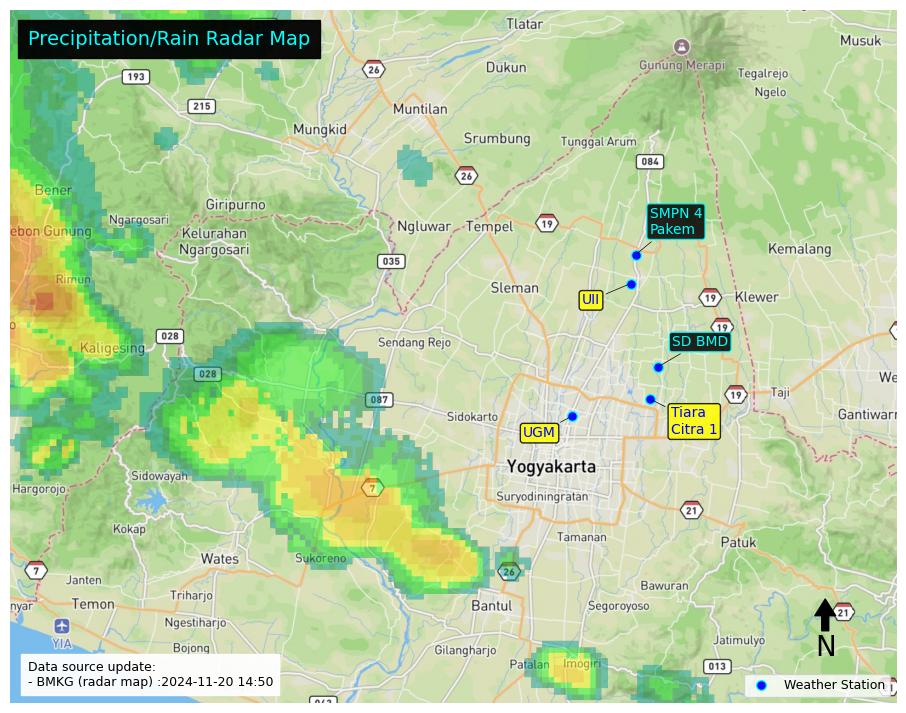 Precipitation/Rain Radar Map
Tlatar
Musuk
Gunung Merapi
Tegalrejo
Ngelo
26
Dukun
193
215
Muntilan
Mungkid
Srumbung
Tunggal Arum
084
26
Bener
Giripurno
Ngargosari
Kelurahan
Ngargosari
Ngluwar
Tempel
19
SMPN 4
Pakem
ebon Gunung
Kemalang
035
Rimun
Sleman
UII
19
Klewer
19
028
Kaligesing
Sendang Rejo
SD BMD
028
087
19
Taji
We
Sidokarto
UGM
Tiara
Citra 1
Gantiwarn
Yogyakarta
Sidowayah
7
Hargorojo
Suryodiningratan
21
Kokap
Tamanan
Patuk
Wates
Sukoreno
7
26
Janten
Bawuran
nyar
Temon
Triharjo
Bantul
Segoroyoso
21
Ngestiharjo
YIA
Bojong
Gilangharjo
Jatimulyo
N
Patalan
Imogiri
013
Data source update:
- BMKG (radar map) :2024-11-20 14:50
Weather Station